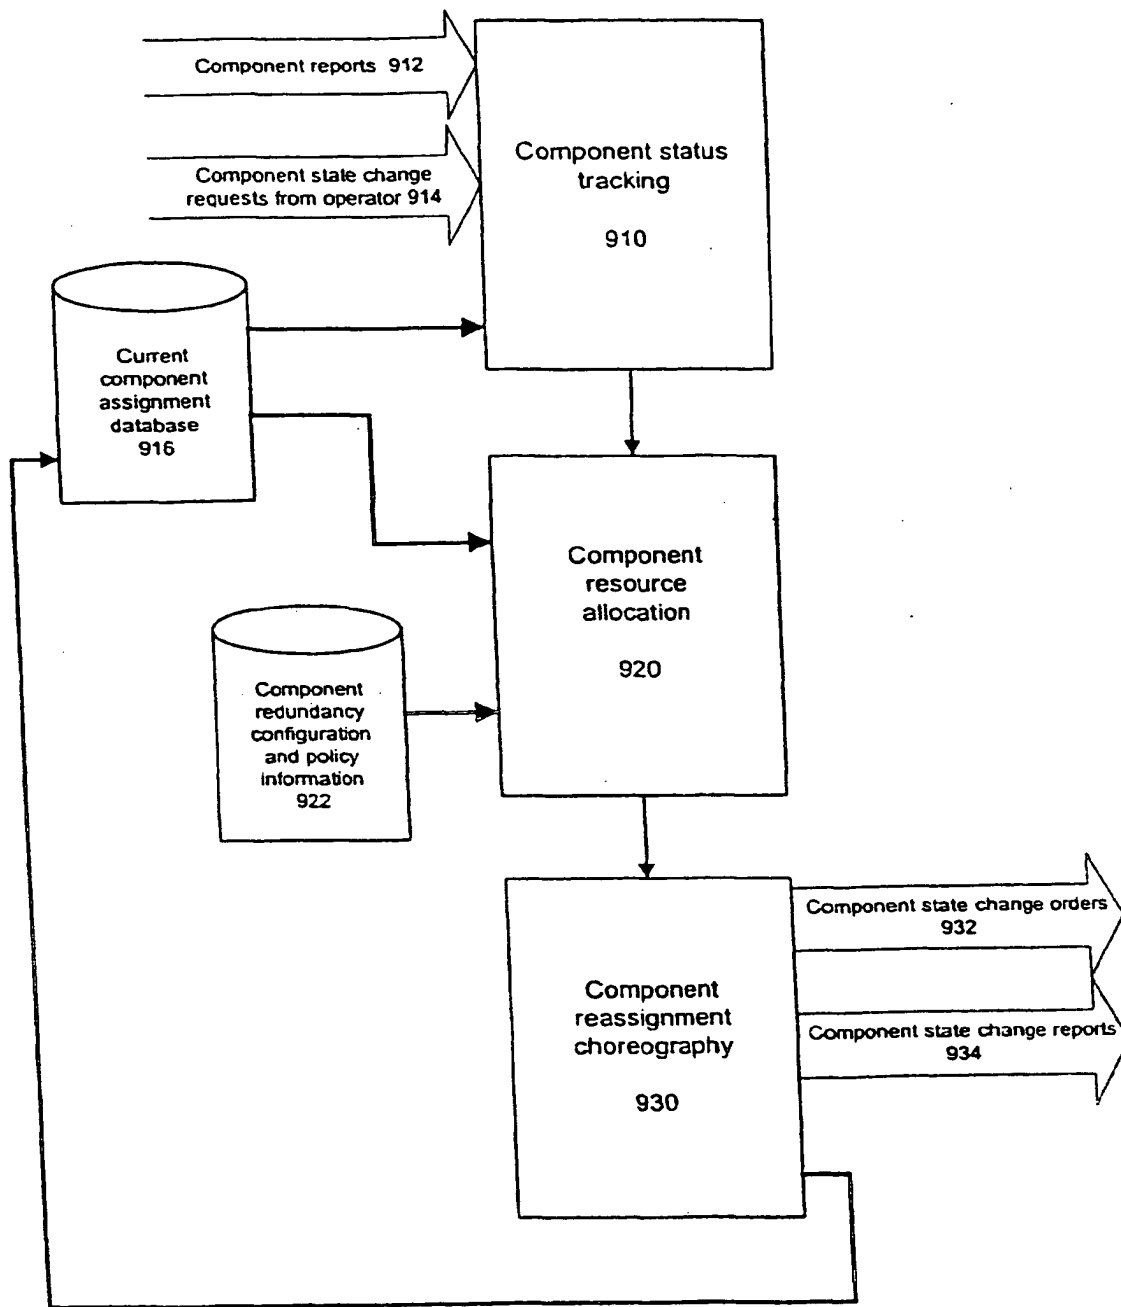 Component reports 912
Component state change
requests from operator 914
Component status
tracking
910
Current
component
assignment
database
916
Component
resource
allocation
920
Component
redundancy
configuration
and policy
information
922
Component state change orders
932
Component
reassignment
choreography
930
Component state change reports
934